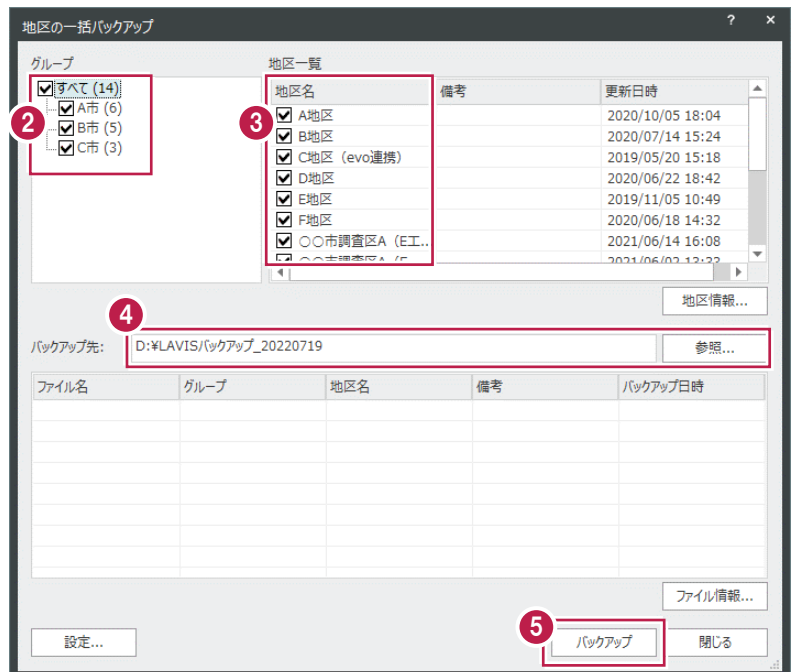 地区の一括バックアップ
? ×
グループ
地区一覧
2
すべて (14)
A市 (6)
B市 (5)
C市 (3)
3
地区名 備考 更新日時
A地区 2020/10/05 18:04
B地区 2020/07/14 15:24
C地区（evo連携） 2019/05/20 15:18
D地区 2020/06/22 18:42
E地区 2019/11/05 10:49
F地区 2020/06/18 14:32
〇〇市調査区A（E工... 2021/06/14 16:08
地区情報...
4
バックアップ先: D:¥LAVIS¥バックアップ_20220719 参照...
ファイル名 グループ 地区名 備考 バックアップ日時
ファイル情報...
5
設定... バックアップ 閉じる